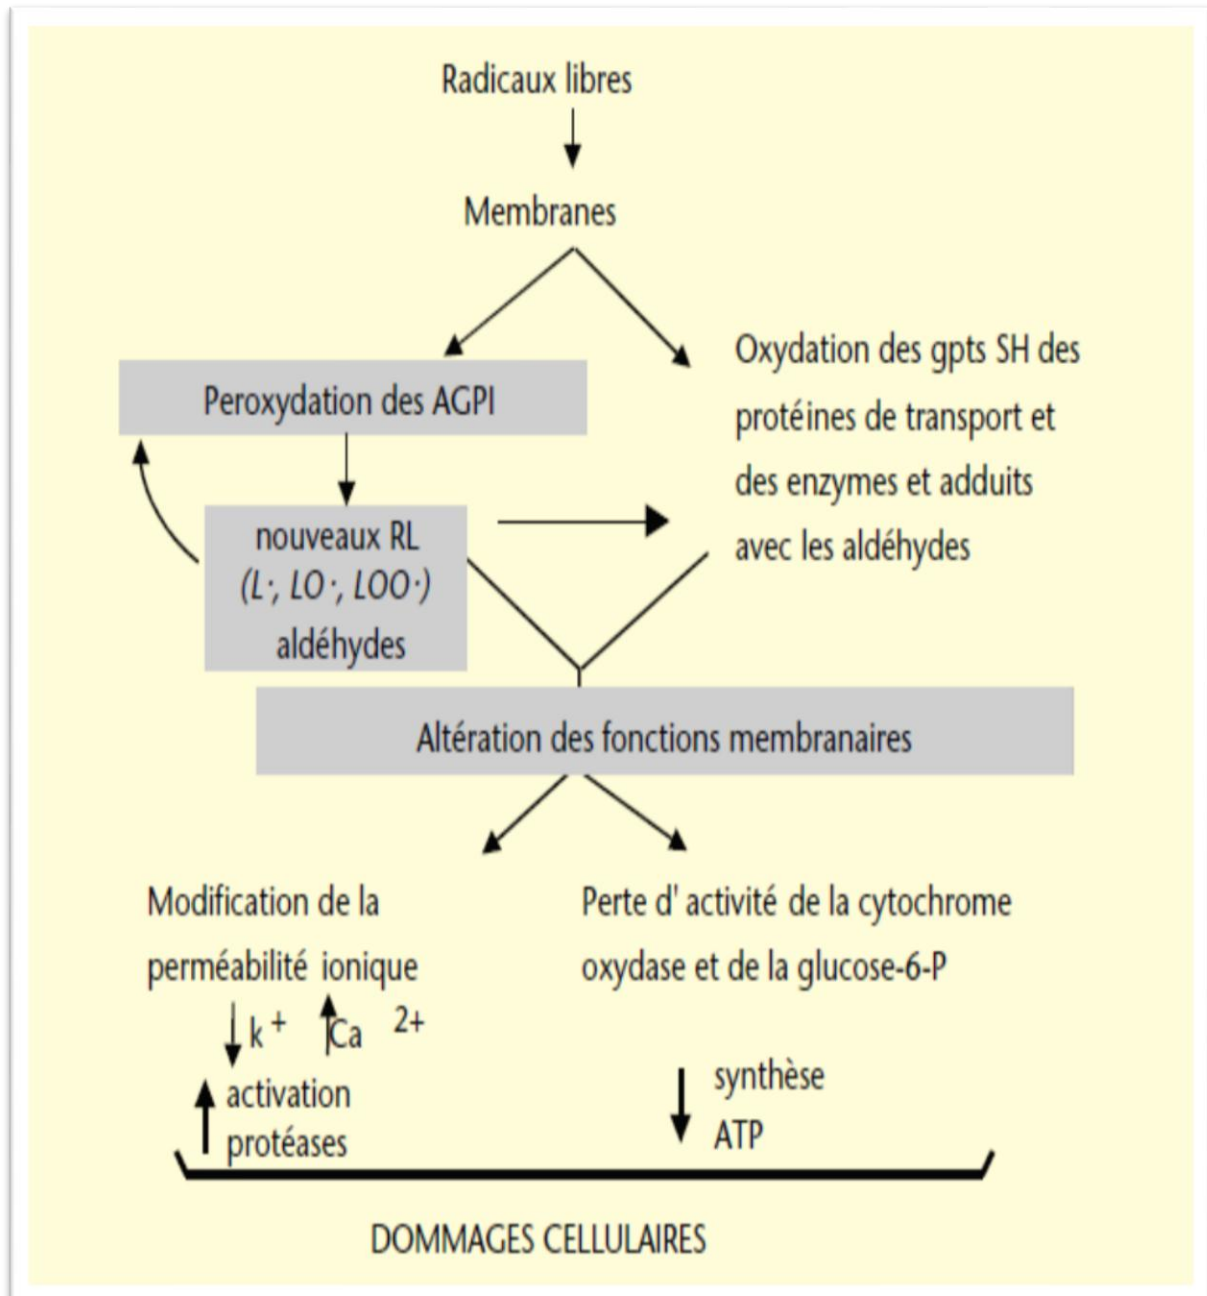 Radicaux libres
Membranes
Peroxydation des AGPI
Oxydation des gpts SH des
protéines de transport et
des enzymes et adduits
avec les aldéhydes
nouveaux RL
(L·, LO·, LOO·)
aldéhydes
Altération des fonctions membranaires
Modification de la
perméabilité ionique
↓k+ ↑Ca 2+
↑ activation
protéases
Perte d' activité de la cytochrome
oxydase et de la glucose-6-P
↓ synthèse
ATP
DOMMAGES CELLULAIRES